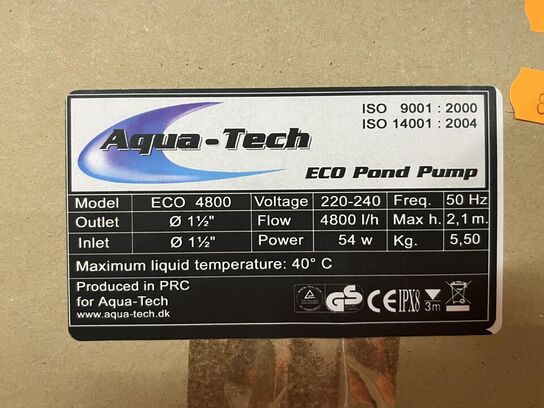 ISO 9001 : 2000
ISO 14001 : 2004
Aqua-Tech
ECO Pond Pump
Model ECO 4800 Voltage 220-240 Freq. 50 Hz
Outlet Ø 1½" Flow 4800 l/h Max h. 2,1 m.
Inlet Ø 1½" Power 54 w Kg. 5,50
Maximum liquid temperature: 40° C
Produced in PRC
for Aqua-Tech
www.aqua-tech.dk
GS CE IPX8 3m